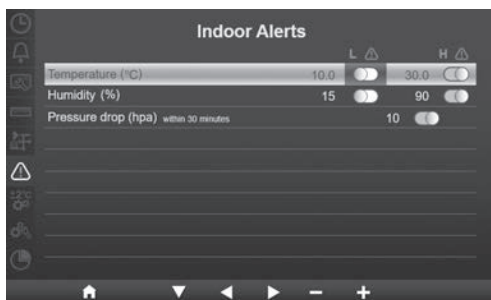 Indoor Alerts
L H
Temperature (°C) 10.0 30.0
Humidity (%) 15 90
Pressure drop (hpa) within 30 minutes 10